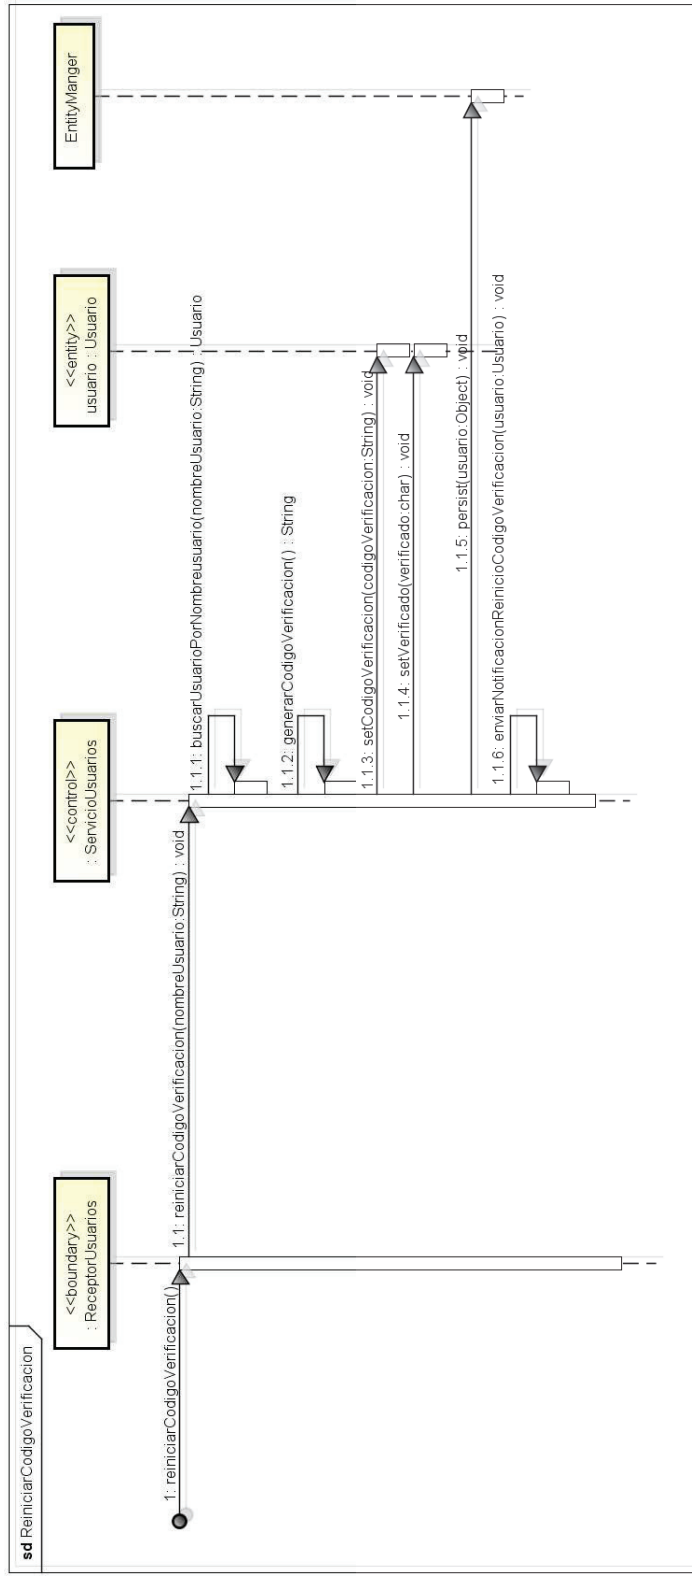 sd ReiniciarCodigoVerificacion
<<boundary>>
: ReceptorUsuarios
<<control>>
: ServicioUsuarios
<<entity>>
usuario : Usuario
EntityManger
1: reiniciarCodigoVerificacion()
1.1: reiniciarCodigoVerificacion(nombreUsuario:String) : void
1.1.1: buscarUsuarioPorNombreusuario(nombreUsuario:String) : Usuario
1.1.2: generarCodigoVerificacion() : String
1.1.3: setCodigoVerificacion(codigoVerificacion:String) : void
1.1.4: setVerificado(verificado:char) : void
1.1.5: persist(usuario:Object) : void
1.1.6: enviarNotificacionReinicioCodigoVerificacion(usuario:Usuario) : void